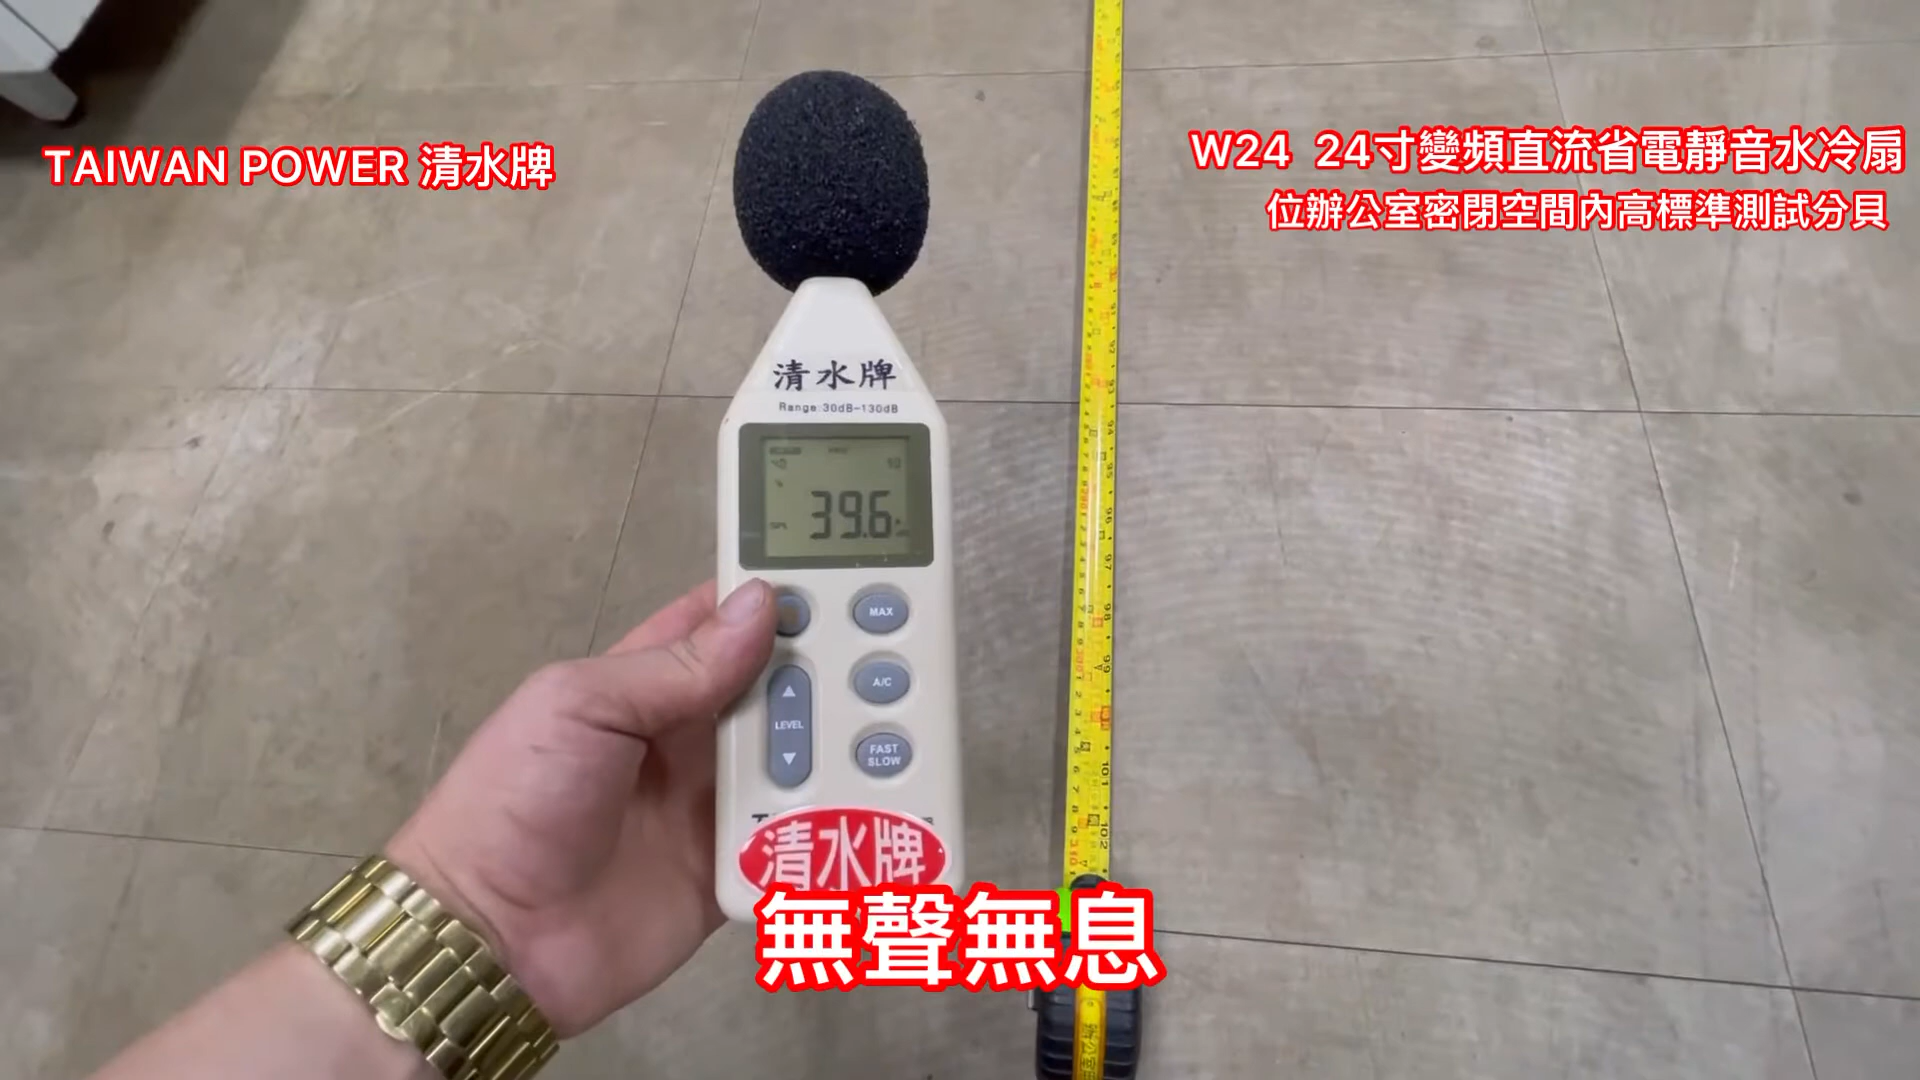 TAIWAN POWER 清水牌
W24 24寸變頻直流省電靜音水冷扇
位辦公室密閉空間內高標準測試分貝
清水牌
Range:30dB-130dB
39.6
MAX
A/C
LEVEL
FAST
SLOW
清水牌
無聲無息